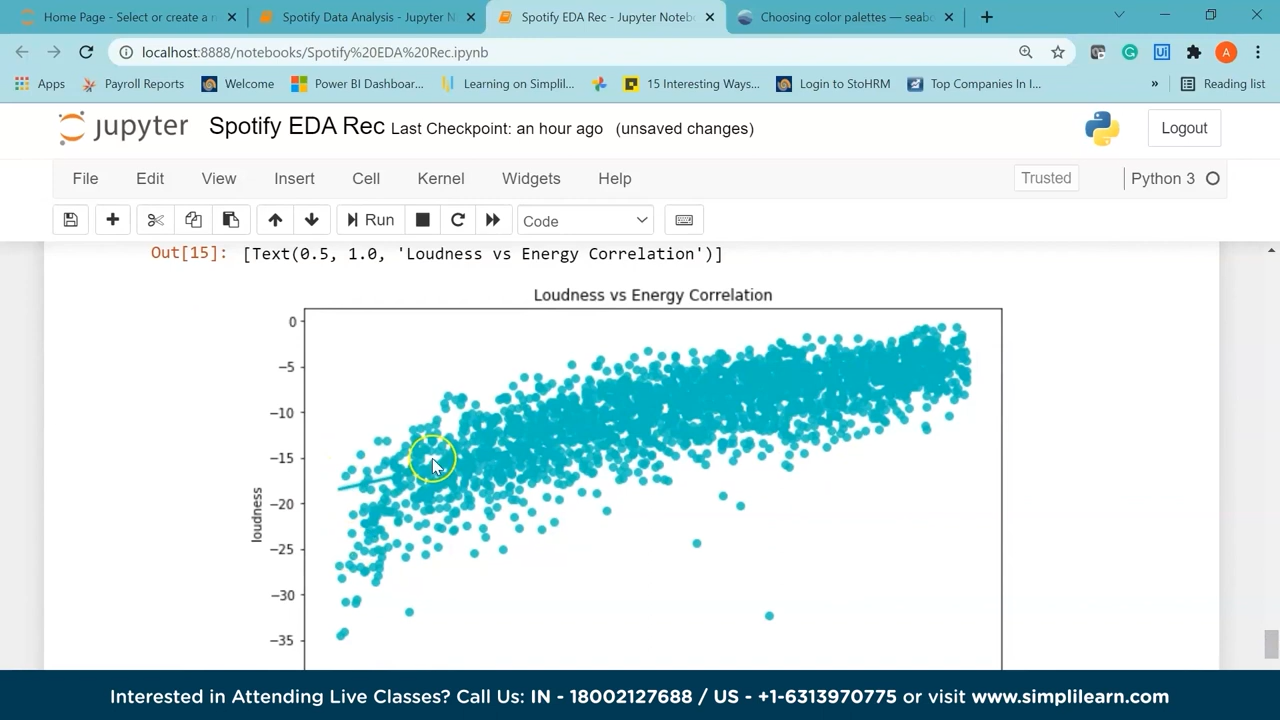 Home Page - Select or create a n
Spotify Data Analysis - Jupyter N
Spotify EDA Rec - Jupyter Noteb
Choosing color palettes — seab
localhost:8888/notebooks/Spotify%20EDA%20Rec.ipynb
A
Apps
Payroll Reports
Welcome
Power BI Dashboar...
Learning on Simplil...
15 Interesting Ways...
Login to StoHRM
Top Companies In I...
»
Reading list
jupyter Spotify EDA Rec Last Checkpoint: an hour ago (unsaved changes)
Logout
File Edit View Insert Cell Kernel Widgets Help
Trusted
Python 3
Run
Code
Out[15]: [Text(0.5, 1.0, 'Loudness vs Energy Correlation')]
Loudness vs Energy Correlation
0
−5
−10
−15
−20
−25
−30
−35
loudness
Interested in Attending Live Classes? Call Us: IN - 18002127688 / US - +1-6313970775 or visit www.simplilearn.com